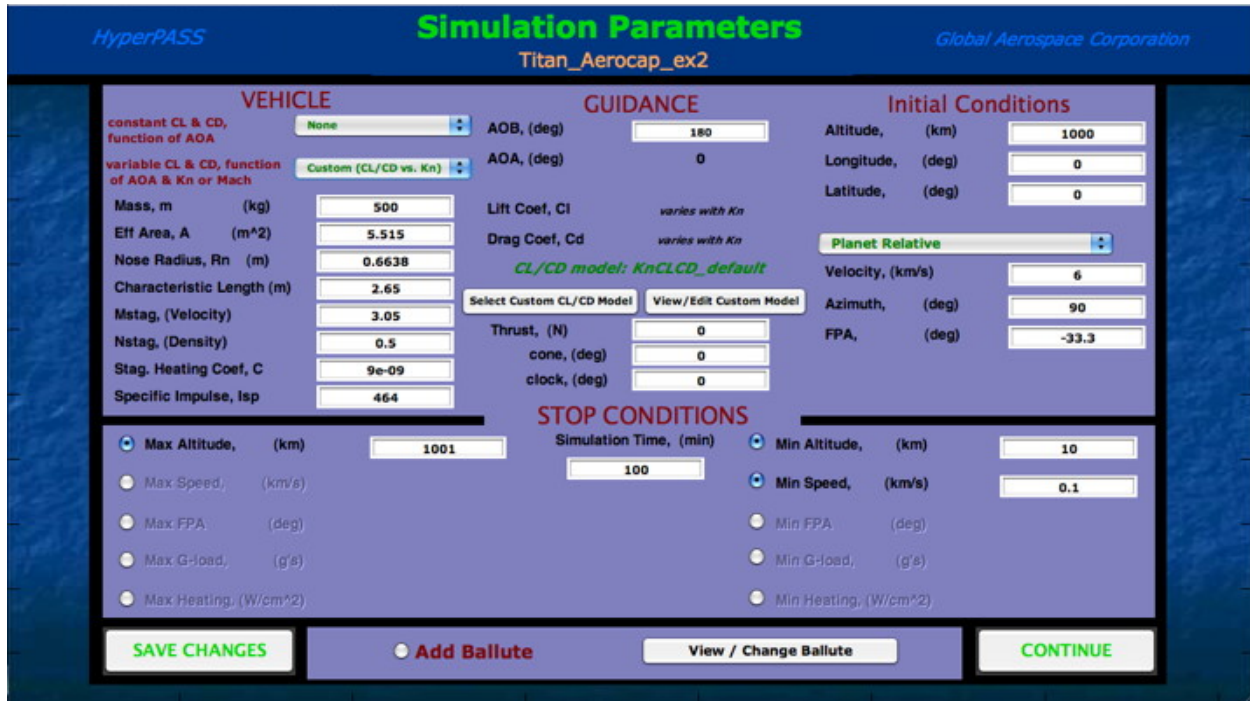 HyperPASS
Simulation Parameters
Titan_Aerocap_ex2
Global Aerospace Corporation
VEHICLE
constant CL & CD,
function of AOA
None
variable CL & CD, function
of AOA & Kn or Mach
Custom (CL/CD vs. Kn)
Mass, m (kg) 500
Eff Area, A (m^2) 5.515
Nose Radius, Rn (m) 0.6638
Characteristic Length (m) 2.65
Mstag, (Velocity) 3.05
Nstag, (Density) 0.5
Stag. Heating Coef, C 9e-09
Specific Impulse, Isp 464
GUIDANCE
AOB, (deg) 180
AOA, (deg) 0
Lift Coef, Cl varies with Kn
Drag Coef, Cd varies with Kn
CL/CD model: KnCLCD_default
Select Custom CL/CD Model View/Edit Custom Model
Thrust, (N) 0
cone, (deg) 0
clock, (deg) 0
Initial Conditions
Altitude, (km) 1000
Longitude, (deg) 0
Latitude, (deg) 0
Planet Relative
Velocity, (km/s) 6
Azimuth, (deg) 90
FPA, (deg) -33.3
STOP CONDITIONS
Max Altitude, (km) 1001
Max Speed, (km/s)
Max FPA (deg)
Max G-load, (g's)
Max Heating, (W/cm^2)
Simulation Time, (min)
100
Min Altitude, (km) 10
Min Speed, (km/s) 0.1
Min FPA (deg)
Min G-load, (g's)
Min Heating, (W/cm^2)
SAVE CHANGES
Add Ballute
View / Change Ballute
CONTINUE